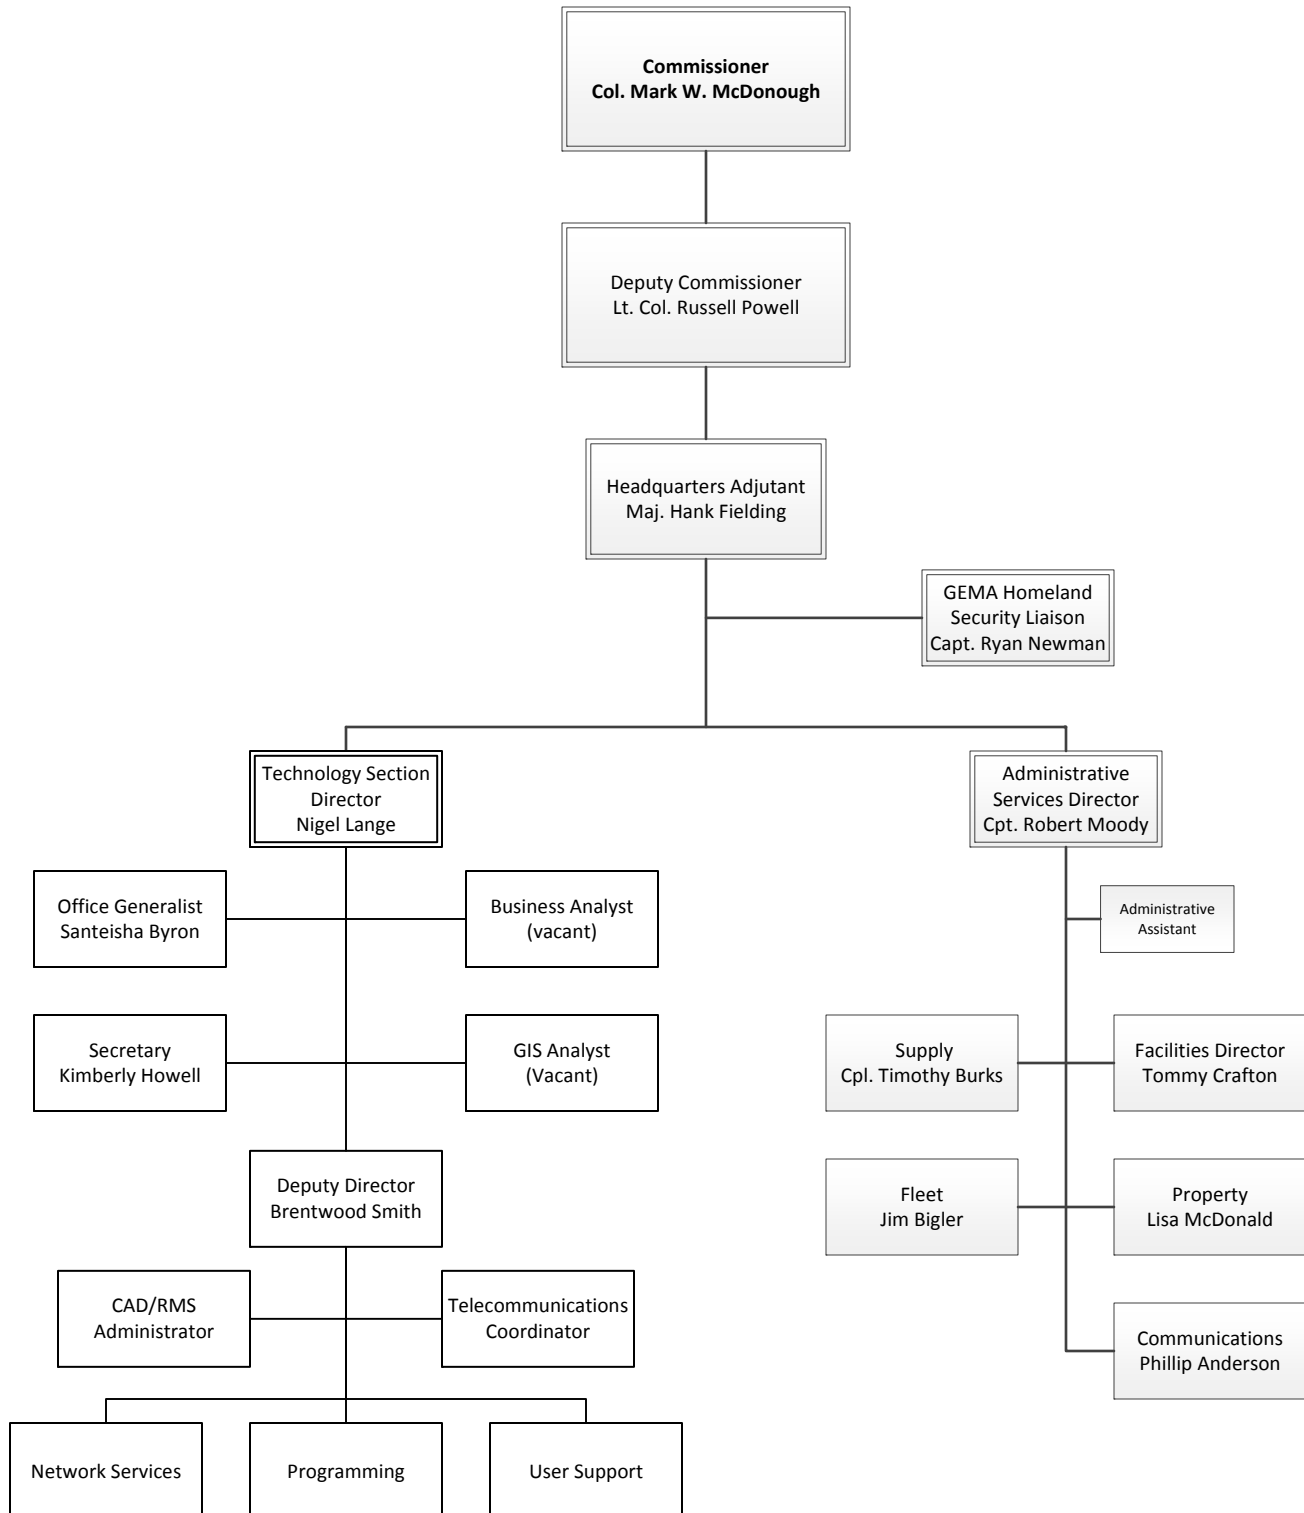 Commissioner
Col. Mark W. McDonough
Deputy Commissioner
Lt. Col. Russell Powell
Headquarters Adjutant
Maj. Hank Fielding
GEMA Homeland
Security Liaison
Capt. Ryan Newman
Technology Section
Director
Nigel Lange
Administrative
Services Director
Cpt. Robert Moody
Office Generalist
Santeisha Byron
Business Analyst
(vacant)
Administrative
Assistant
Secretary
Kimberly Howell
GIS Analyst
(Vacant)
Supply
Cpl. Timothy Burks
Facilities Director
Tommy Crafton
Deputy Director
Brentwood Smith
Fleet
Jim Bigler
Property
Lisa McDonald
CAD/RMS
Administrator
Telecommunications
Coordinator
Communications
Phillip Anderson
Network Services
Programming
User Support